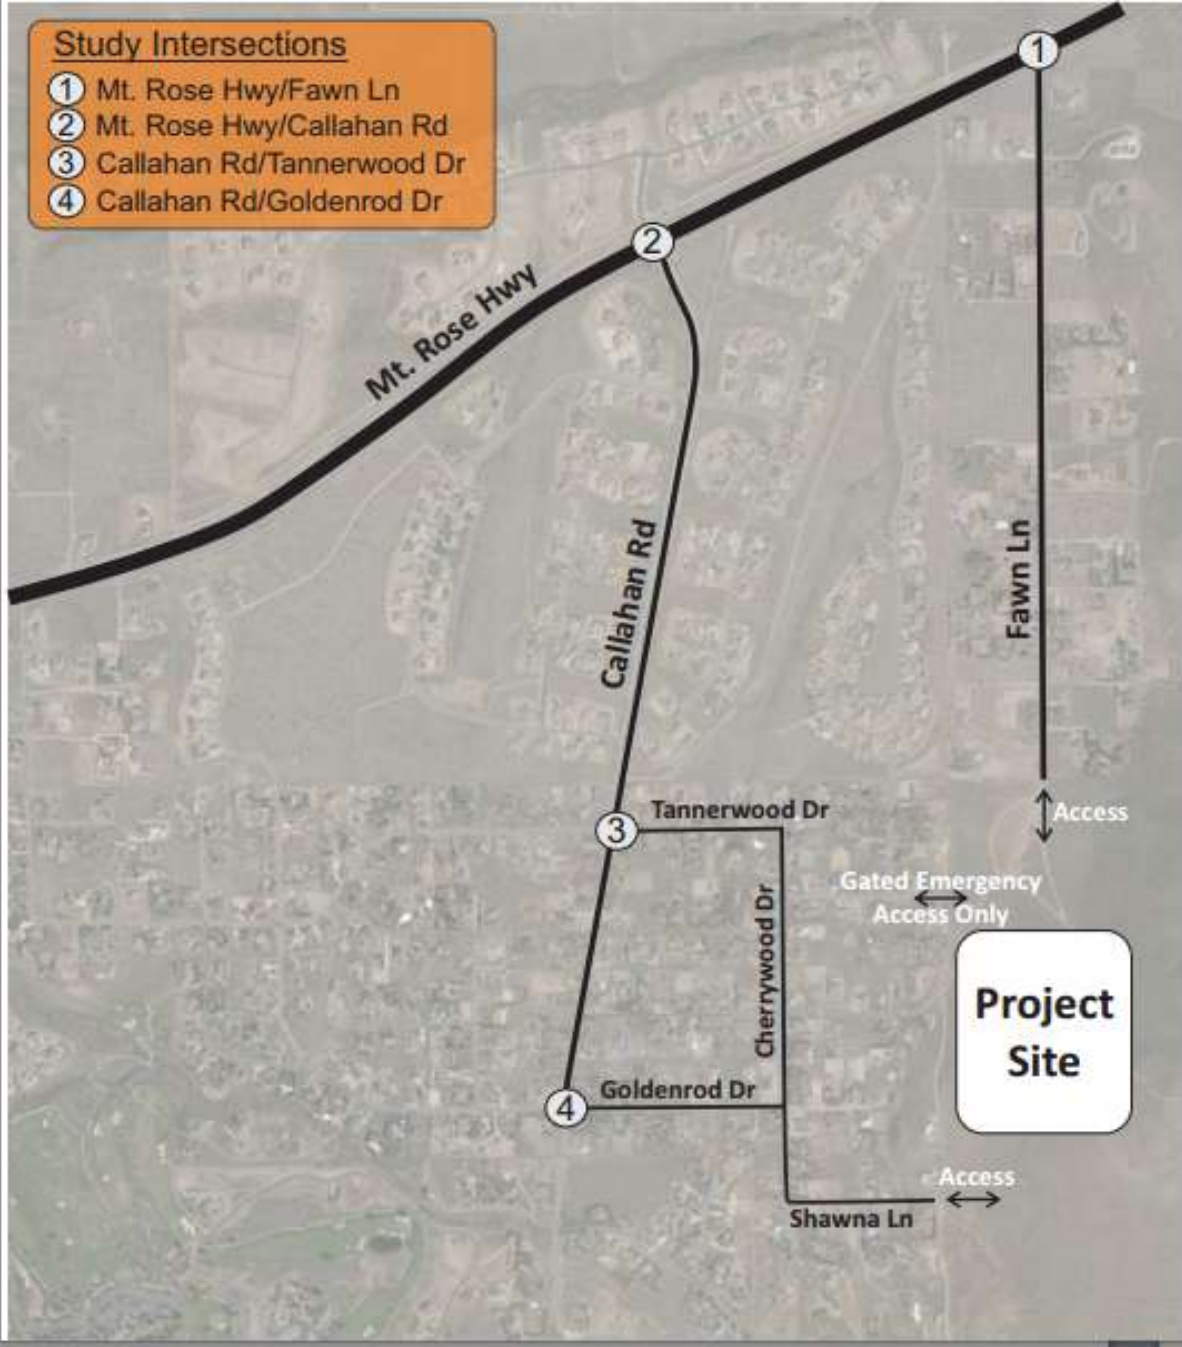 Study Intersections
1 Mt. Rose Hwy/Fawn Ln
2 Mt. Rose Hwy/Callahan Rd
3 Callahan Rd/Tannerwood Dr
4 Callahan Rd/Goldenrod Dr
1
2
Mt. Rose Hwy
Callahan Rd
Fawn Ln
3
Tannerwood Dr
Access
Gated Emergency
Access Only
Cherrywood Dr
Project
Site
4
Goldenrod Dr
Access
Shawna Ln